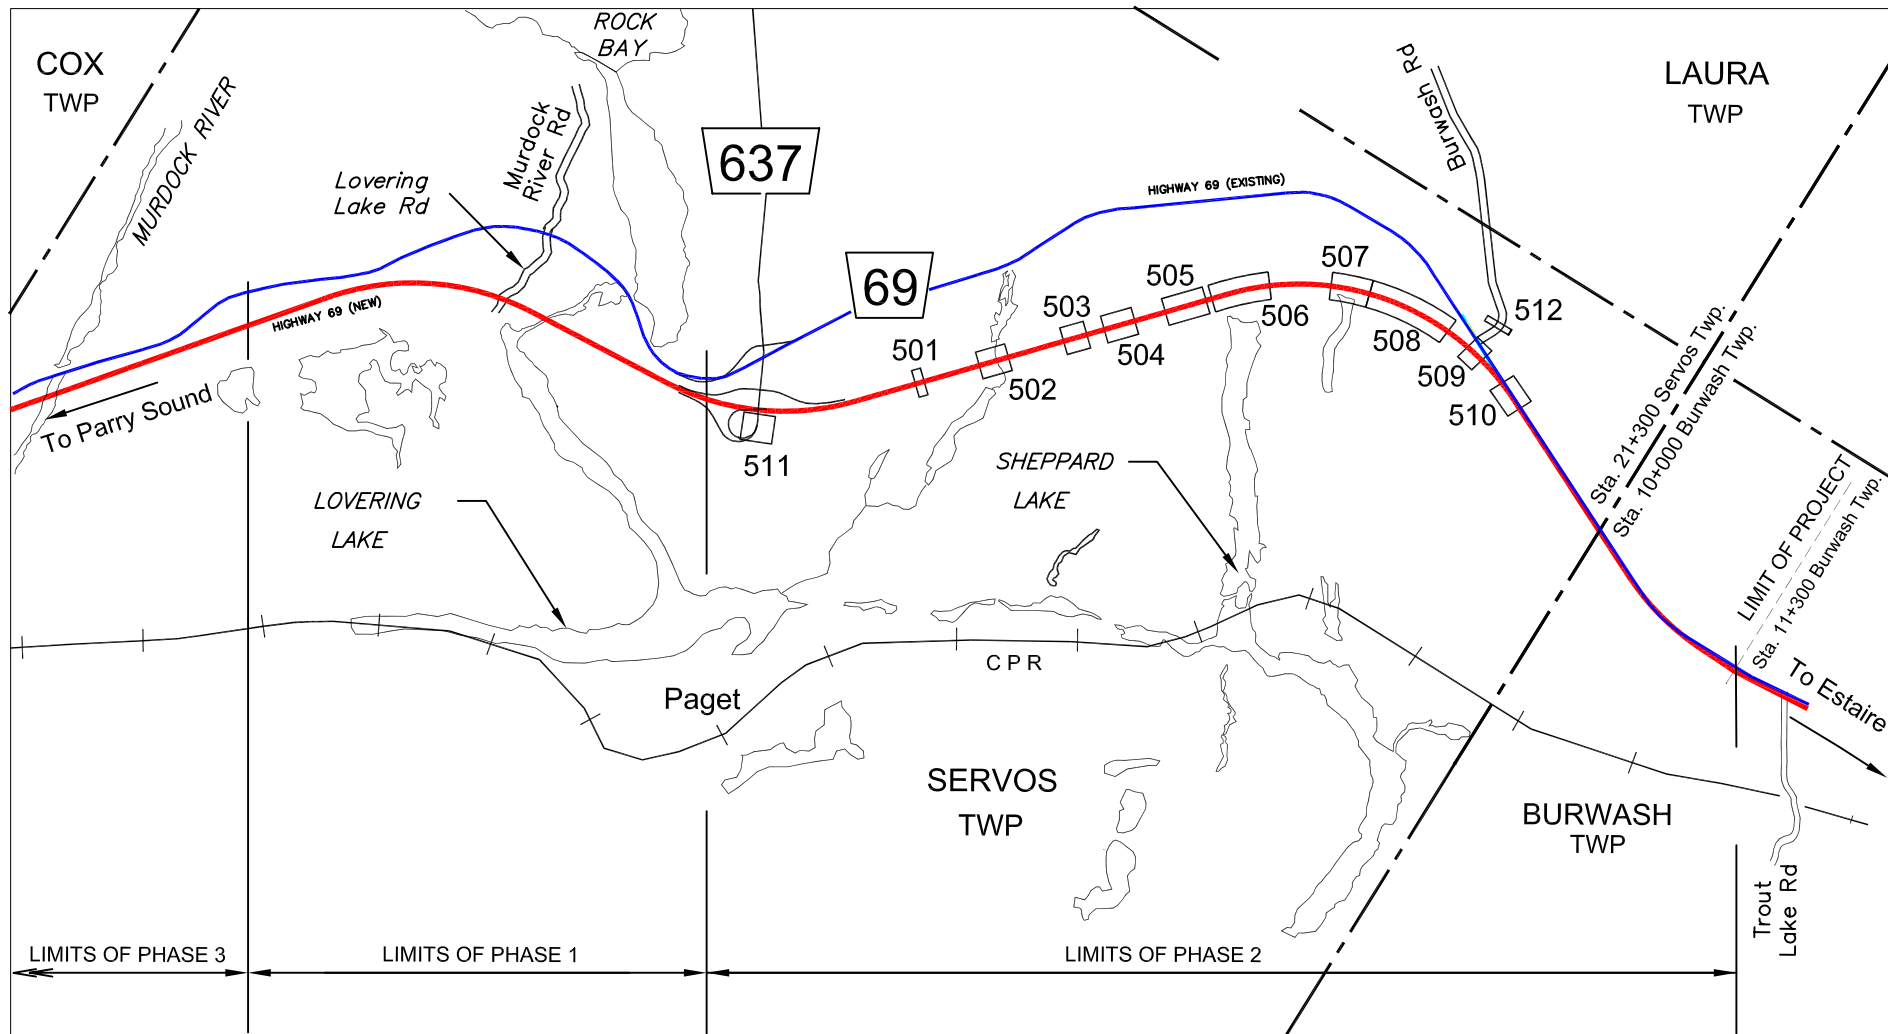 COX
TWP
MURDOCK RIVER
ROCK
BAY
Murdock
River Rd
Lovering
Lake Rd
637
69
HIGHWAY 69 (EXISTING)
HIGHWAY 69 (NEW)
Burwash Rd
LAURA
TWP
To Parry Sound
501
502
503
504
505
506
507
508
509
510
511
512
LOVERING
LAKE
SHEPPARD
LAKE
Sta. 21+300 Servos Twp.
Sta. 10+000 Burwash Twp.
LIMIT OF PROJECT
Sta. 11+300 Burwash Twp.
To Estaire
Paget
C P R
SERVOS
TWP
BURWASH
TWP
Trout
Lake Rd
LIMITS OF PHASE 3
LIMITS OF PHASE 1
LIMITS OF PHASE 2